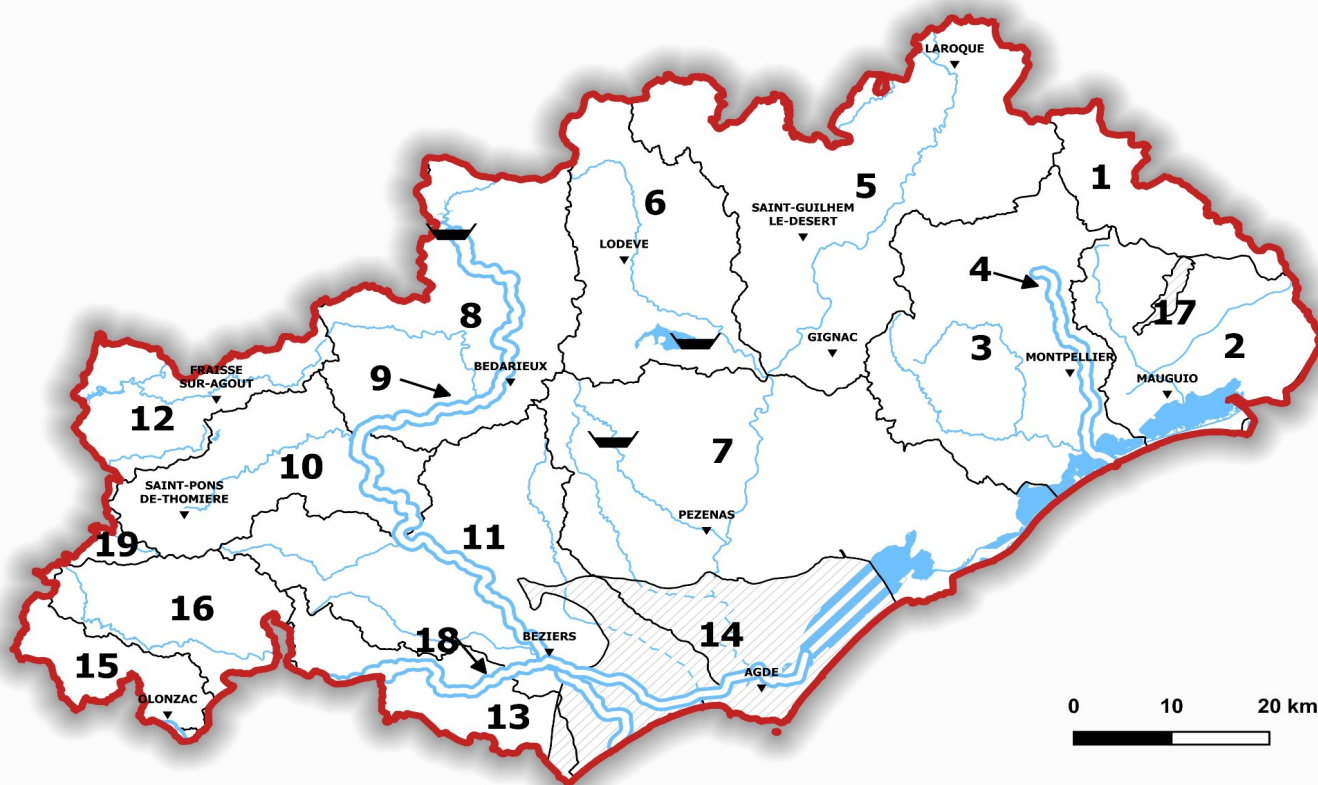 LAROQUE
1
5
SAINT-GUILHEM
LE-DESERT
6
LODEVE
4
17
8
GIGNAC
3
MONTPELLIER
2
MAUGUIO
BEDARIEUX
9
FRAISSE
SUR-AGOUT
12
7
10
SAINT-PONS
DE-THOMIERE
PEZENAS
11
19
16
14
18
BEZIERS
15
AGDE
OLONZAC
13
0 10 20 km